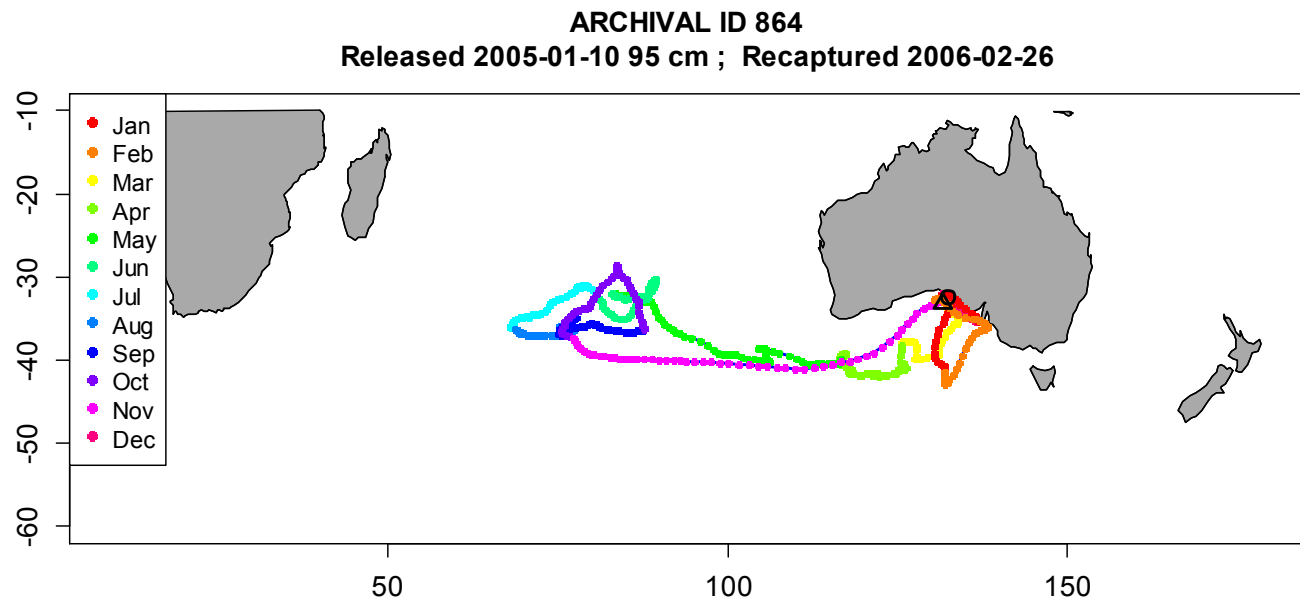 ARCHIVAL ID 864
Released 2005-01-10 95 cm ;  Recaptured 2006-02-26
-10
-20
-30
-40
-50
-60
Jan
Feb
Mar
Apr
May
Jun
Jul
Aug
Sep
Oct
Nov
Dec
50
100
150